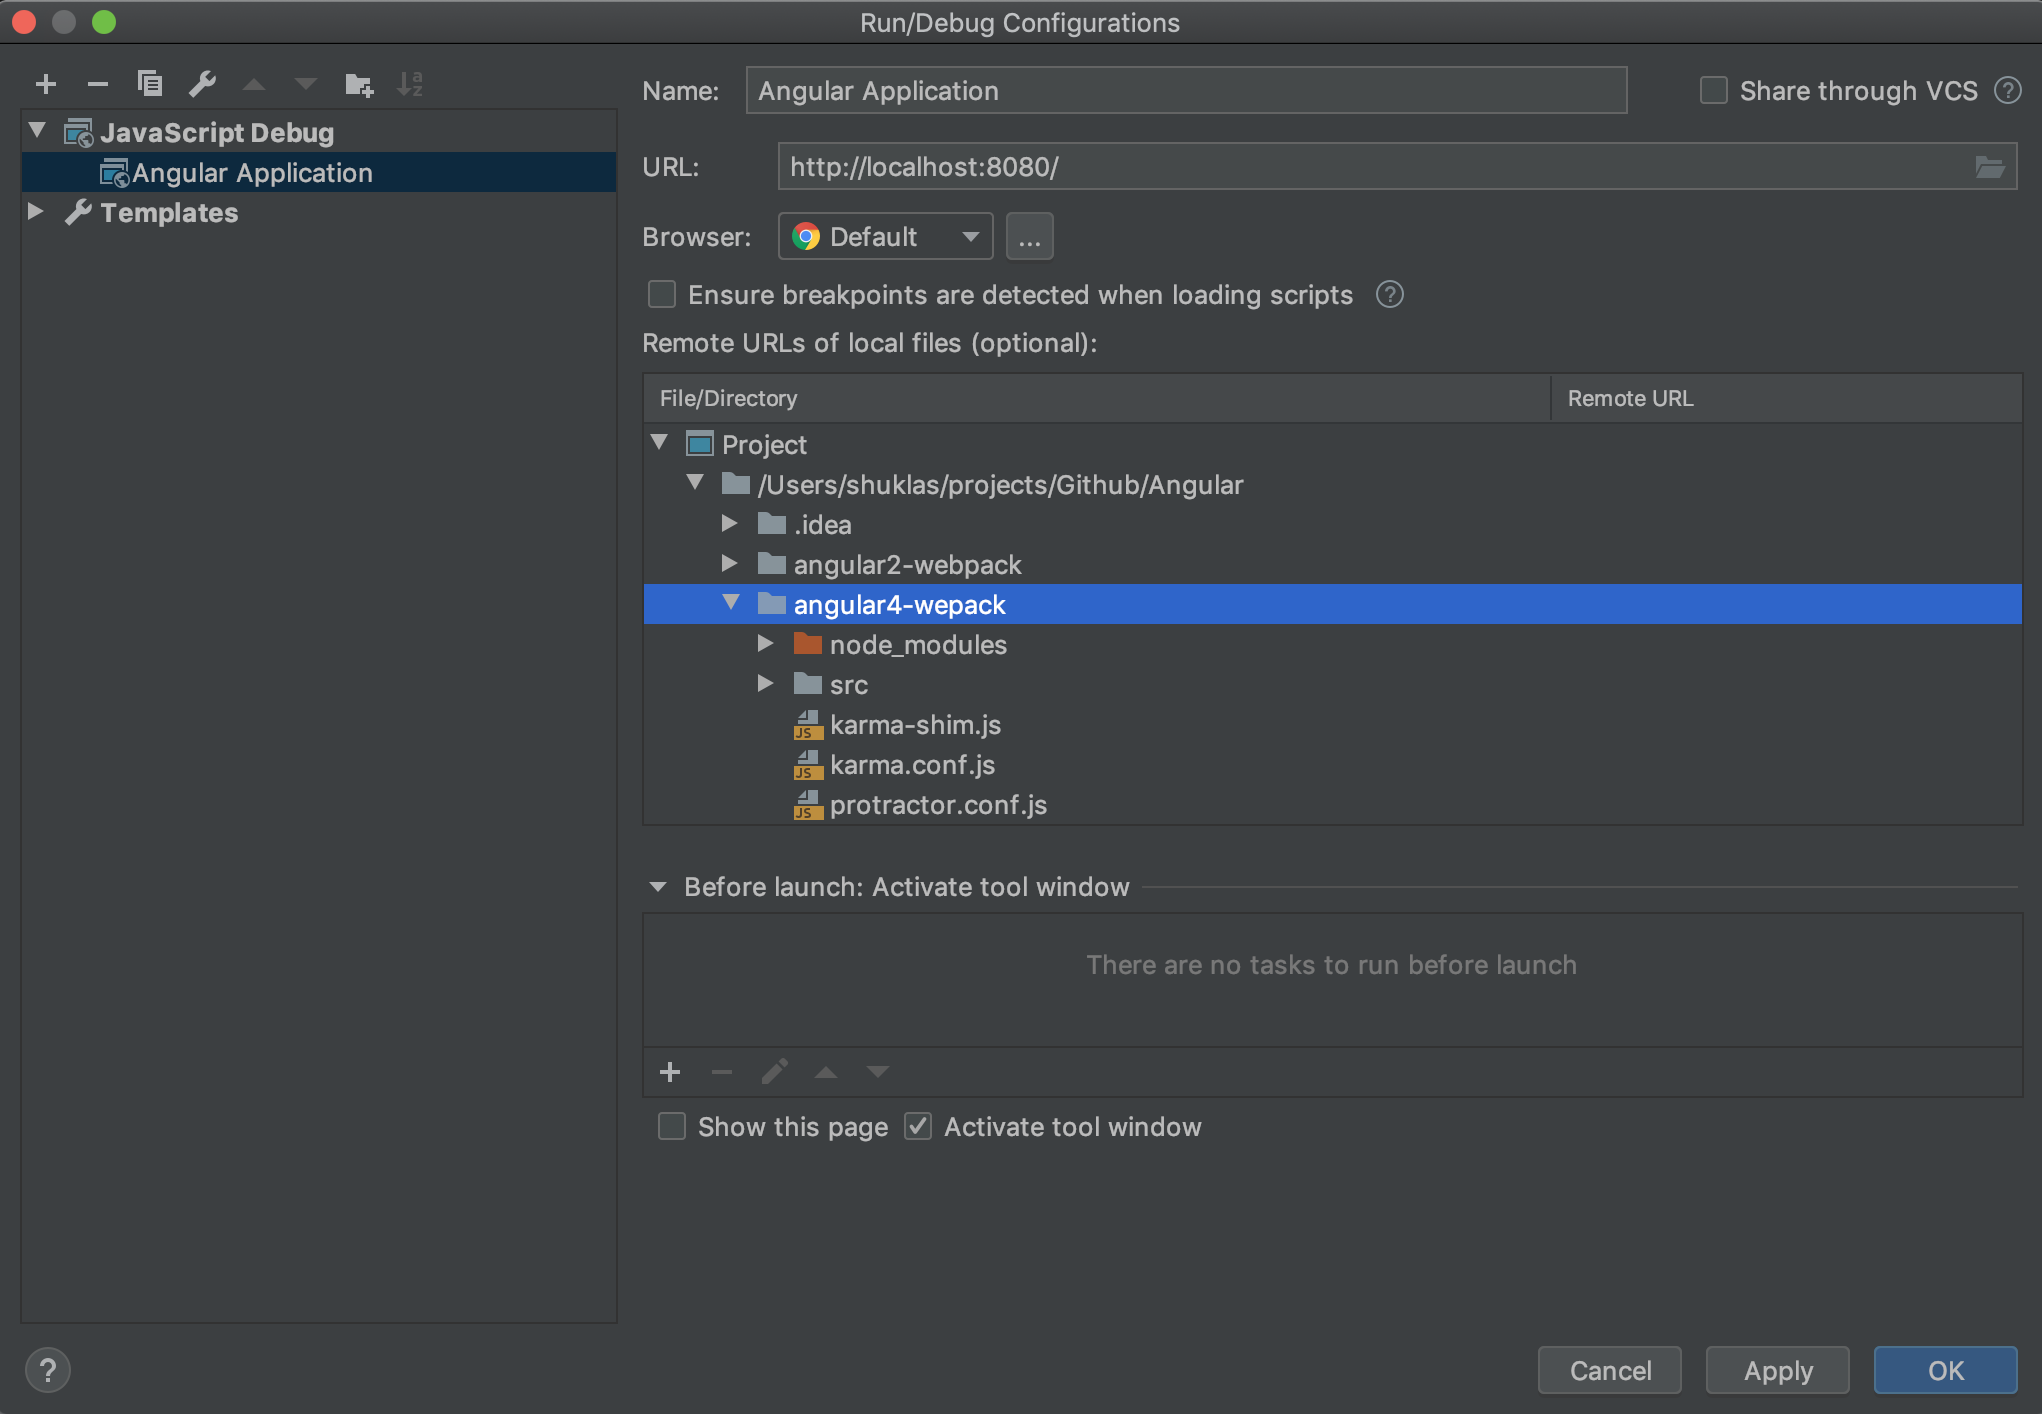 Run/Debug Configurations
Name: Angular Application Share through VCS ?
JavaScript Debug
Angular Application
Templates
URL: http://localhost:8080/
Browser: Default ...
Ensure breakpoints are detected when loading scripts ?
Remote URLs of local files (optional):
File/Directory Remote URL
Project
/Users/shuklas/projects/Github/Angular
.idea
angular2-webpack
angular4-wepack
node_modules
src
JS karma-shim.js
JS karma.conf.js
JS protractor.conf.js
Before launch: Activate tool window
There are no tasks to run before launch
Show this page Activate tool window
? Cancel Apply OK